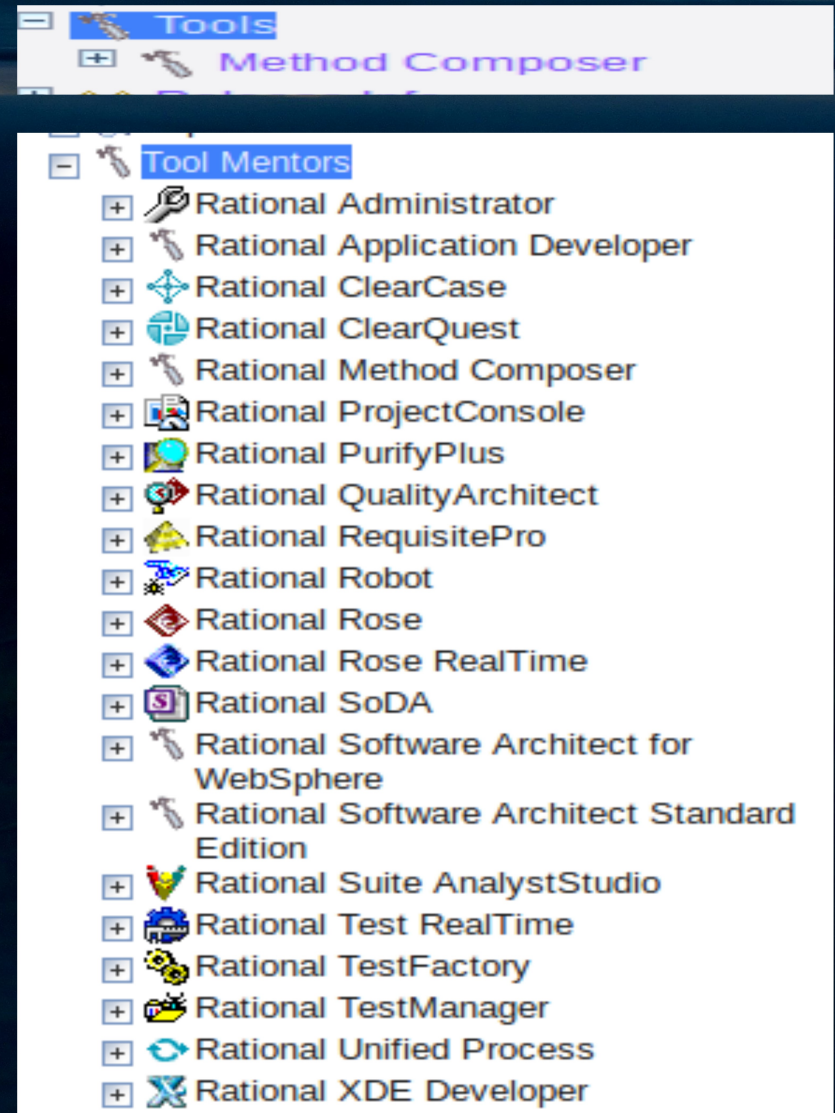 Tools
Method Composer
Tool Mentors
Rational Administrator
Rational Application Developer
Rational ClearCase
Rational ClearQuest
Rational Method Composer
Rational ProjectConsole
Rational PurifyPlus
Rational QualityArchitect
Rational RequisitePro
Rational Robot
Rational Rose
Rational Rose RealTime
Rational SoDA
Rational Software Architect for
WebSphere
Rational Software Architect Standard
Edition
Rational Suite AnalystStudio
Rational Test RealTime
Rational TestFactory
Rational TestManager
Rational Unified Process
Rational XDE Developer